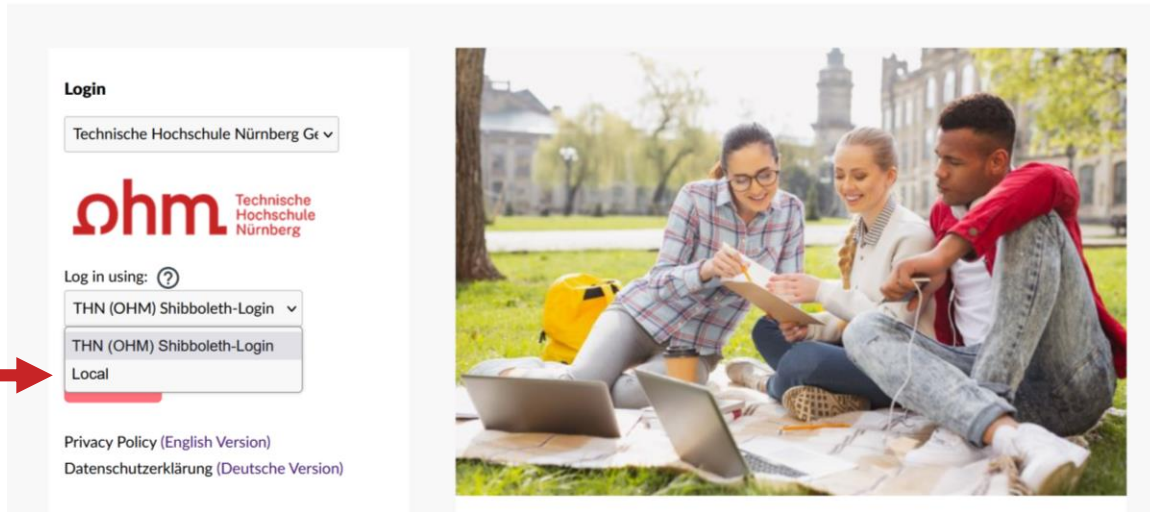 Login
Technische Hochschule Nürnberg Ge
ohm
Technische
Hochschule
Nürnberg
Log in using: ?
THN (OHM) Shibboleth-Login
THN (OHM) Shibboleth-Login
Local
Privacy Policy (English Version)
Datenschutzerklärung (Deutsche Version)